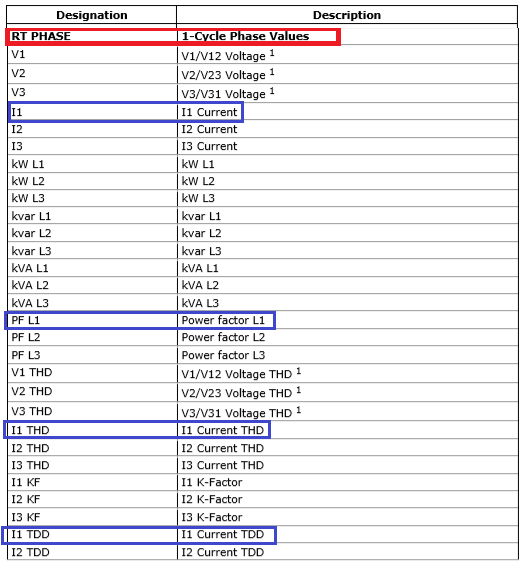 Designation Description
RT PHASE 1-Cycle Phase Values
V1 V1/V12 Voltage 1
V2 V2/V23 Voltage 1
V3 V3/V31 Voltage 1
I1 I1 Current
I2 I2 Current
I3 I3 Current
kW L1 kW L1
kW L2 kW L2
kW L3 kW L3
kvar L1 kvar L1
kvar L2 kvar L2
kvar L3 kvar L3
kVA L1 kVA L1
kVA L2 kVA L2
kVA L3 kVA L3
PF L1 Power factor L1
PF L2 Power factor L2
PF L3 Power factor L3
V1 THD V1/V12 Voltage THD 1
V2 THD V2/V23 Voltage THD 1
V3 THD V3/V31 Voltage THD 1
I1 THD I1 Current THD
I2 THD I2 Current THD
I3 THD I3 Current THD
I1 KF I1 K-Factor
I2 KF I2 K-Factor
I3 KF I3 K-Factor
I1 TDD I1 Current TDD
I2 TDD I2 Current TDD